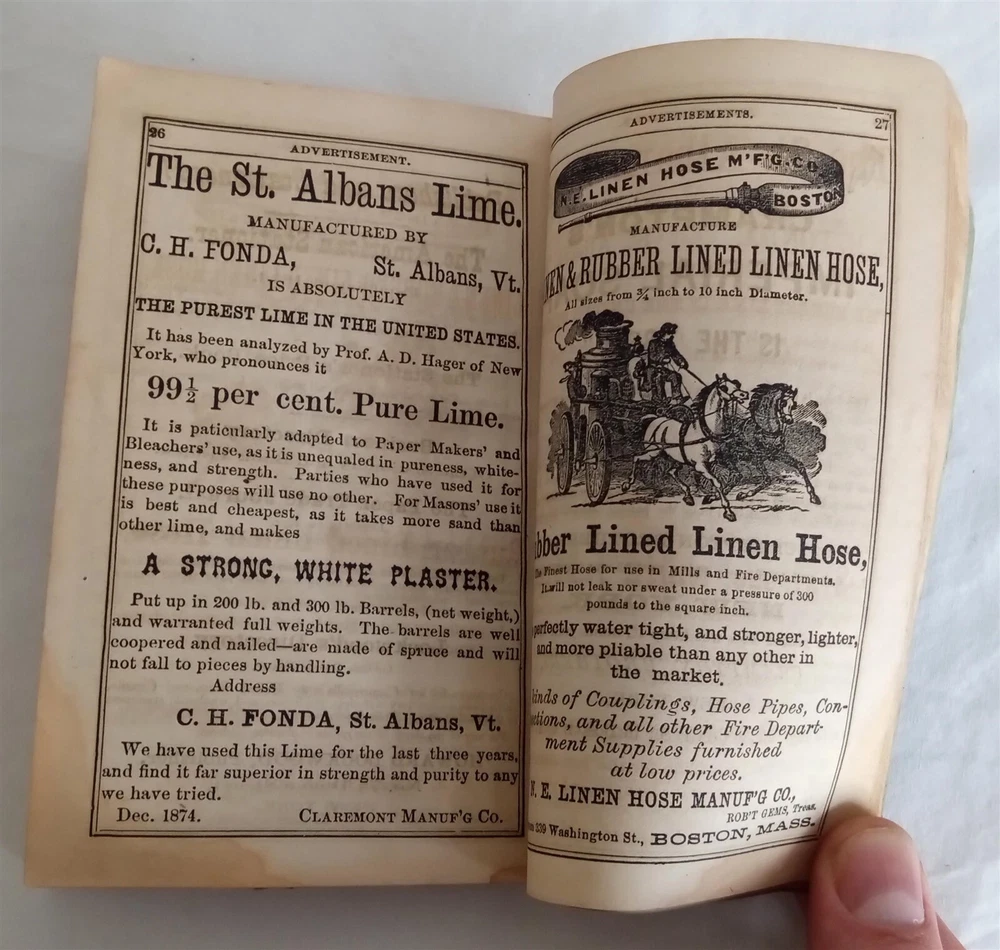 26
ADVERTISEMENT.
The St. Albans Lime.
MANUFACTURED BY
C. H. FONDA, St. Albans, Vt.
IS ABSOLUTELY
THE PUREST LIME IN THE UNITED STATES.
It has been analyzed by Prof. A. D. Hager of New
York, who pronounces it
99½ per cent. Pure Lime.
It is paticularly adapted to Paper Makers' and
Bleachers' use, as it is unequaled in pureness, white-
ness, and strength. Parties who have used it for
these purposes will use no other. For Masons' use it
is best and cheapest, as it takes more sand than
other lime, and makes
A STRONG, WHITE PLASTER.
Put up in 200 lb. and 300 lb. Barrels, (net weight,)
and warranted full weights. The barrels are well
coopered and nailed—are made of spruce and will
not fall to pieces by handling.
Address
C. H. FONDA, St. Albans, Vt.
We have used this Lime for the last three years,
and find it far superior in strength and purity to any
we have tried.
Dec. 1874. CLAREMONT MANUF'G CO.
ADVERTISEMENTS. 27
N.E. LINEN HOSE M'F'G. CO
BOSTON
MANUFACTURE
& RUBBER LINED LINEN HOSE,
All sizes from ¾ inch to 10 inch Diameter.
Lined Linen Hose,
Finest Hose for use in Mills and Fire Departments.
It will not leak nor sweat under a pressure of 300
pounds to the square inch.
perfectly water tight, and stronger, lighter,
and more pliable than any other in
the market.
kinds of Couplings, Hose Pipes, Con-
ctions, and all other Fire Depart-
ment Supplies furnished
at low prices.
N. E. LINEN HOSE MANUF'G CO.,
ROB'T GEMS, Treas.
339 Washington St., BOSTON, MASS.